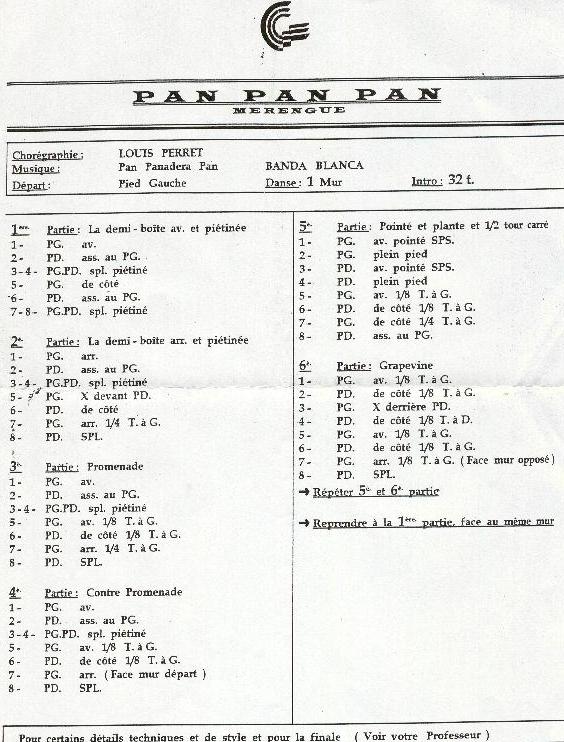 PAN PAN PAN
MERENGUE
Chorégraphie: LOUIS PERRET
Musique: Pan Panadera Pan BANDA BLANCA
Départ: Pied Gauche Danse: 1 Mur Intro: 32 t.
1ère Partie: La demi-boîte av. et piétinée
1- PG. av.
2- PD. ass. au PG.
3-4- PG.PD. spl. piétiné
5- PG. de côté
6- PD. ass. au PG.
7-8- PG.PD. spl. piétiné
2e Partie: La demi-boîte arr. et piétinée
1- PG. arr.
2- PD. ass. au PG.
3-4- PG.PD. spl. piétiné
5- PG. X devant PD.
6- PD. de côté
7- PG. arr. 1/4 T. à G.
8- PD. SPL.
3e Partie: Promenade
1- PG. av.
2- PD. ass. au PG.
3-4- PG.PD. spl. piétiné
5- PG. av. 1/8 T. à G.
6- PD. de côté 1/8 T. à G.
7- PG. arr. 1/4 T. à G.
8- PD. SPL.
4e Partie: Contre Promenade
1- PG. av.
2- PD. ass. au PG.
3-4- PG.PD. spl. piétiné
5- PG. av. 1/8 T. à G.
6- PD. de côté 1/8 T. à G.
7- PG. arr. ( Face mur départ )
8- PD. SPL.
5e Partie: Pointé et plante et 1/2 tour carré
1- PG. av. pointé SPS.
2- PG. plein pied
3- PD. av. pointé SPS.
4- PD. plein pied
5- PG. av. 1/8 T. à G.
6- PD. de côté 1/8 T. à G.
7- PG. de côté 1/4 T. à G.
8- PD. ass. au PG.
6e Partie: Grapevine
1- PG. av. 1/8 T. à G.
2- PD. de côté 1/8 T. à G.
3- PG. X derrière PD.
4- PD. de côté 1/8 T. à D.
5- PG. av. 1/8 T. à G.
6- PD. de côté 1/8 T. à G.
7- PG. arr. 1/8 T. à G. ( Face mur opposé )
8- PD. SPL.
→ Répéter 5e et 6e partie
→ Reprendre à la 1ère partie, face au même mur
Pour certains détails techniques et de style et pour la finale ( Voir votre Professeur )